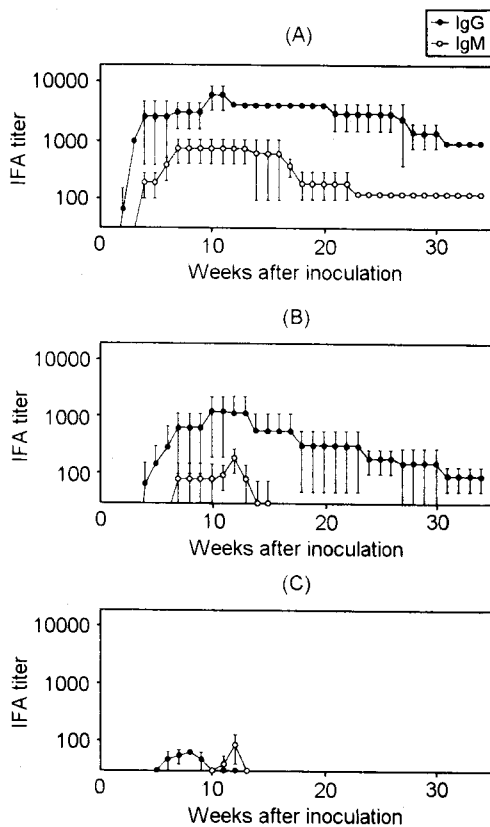 IgG
IgM
(A)
IFA titer
10000
1000
100
0 10 20 30
Weeks after inoculation
(B)
IFA titer
10000
1000
100
0 10 20 30
Weeks after inoculation
(C)
IFA titer
10000
1000
100
0 10 20 30
Weeks after inoculation